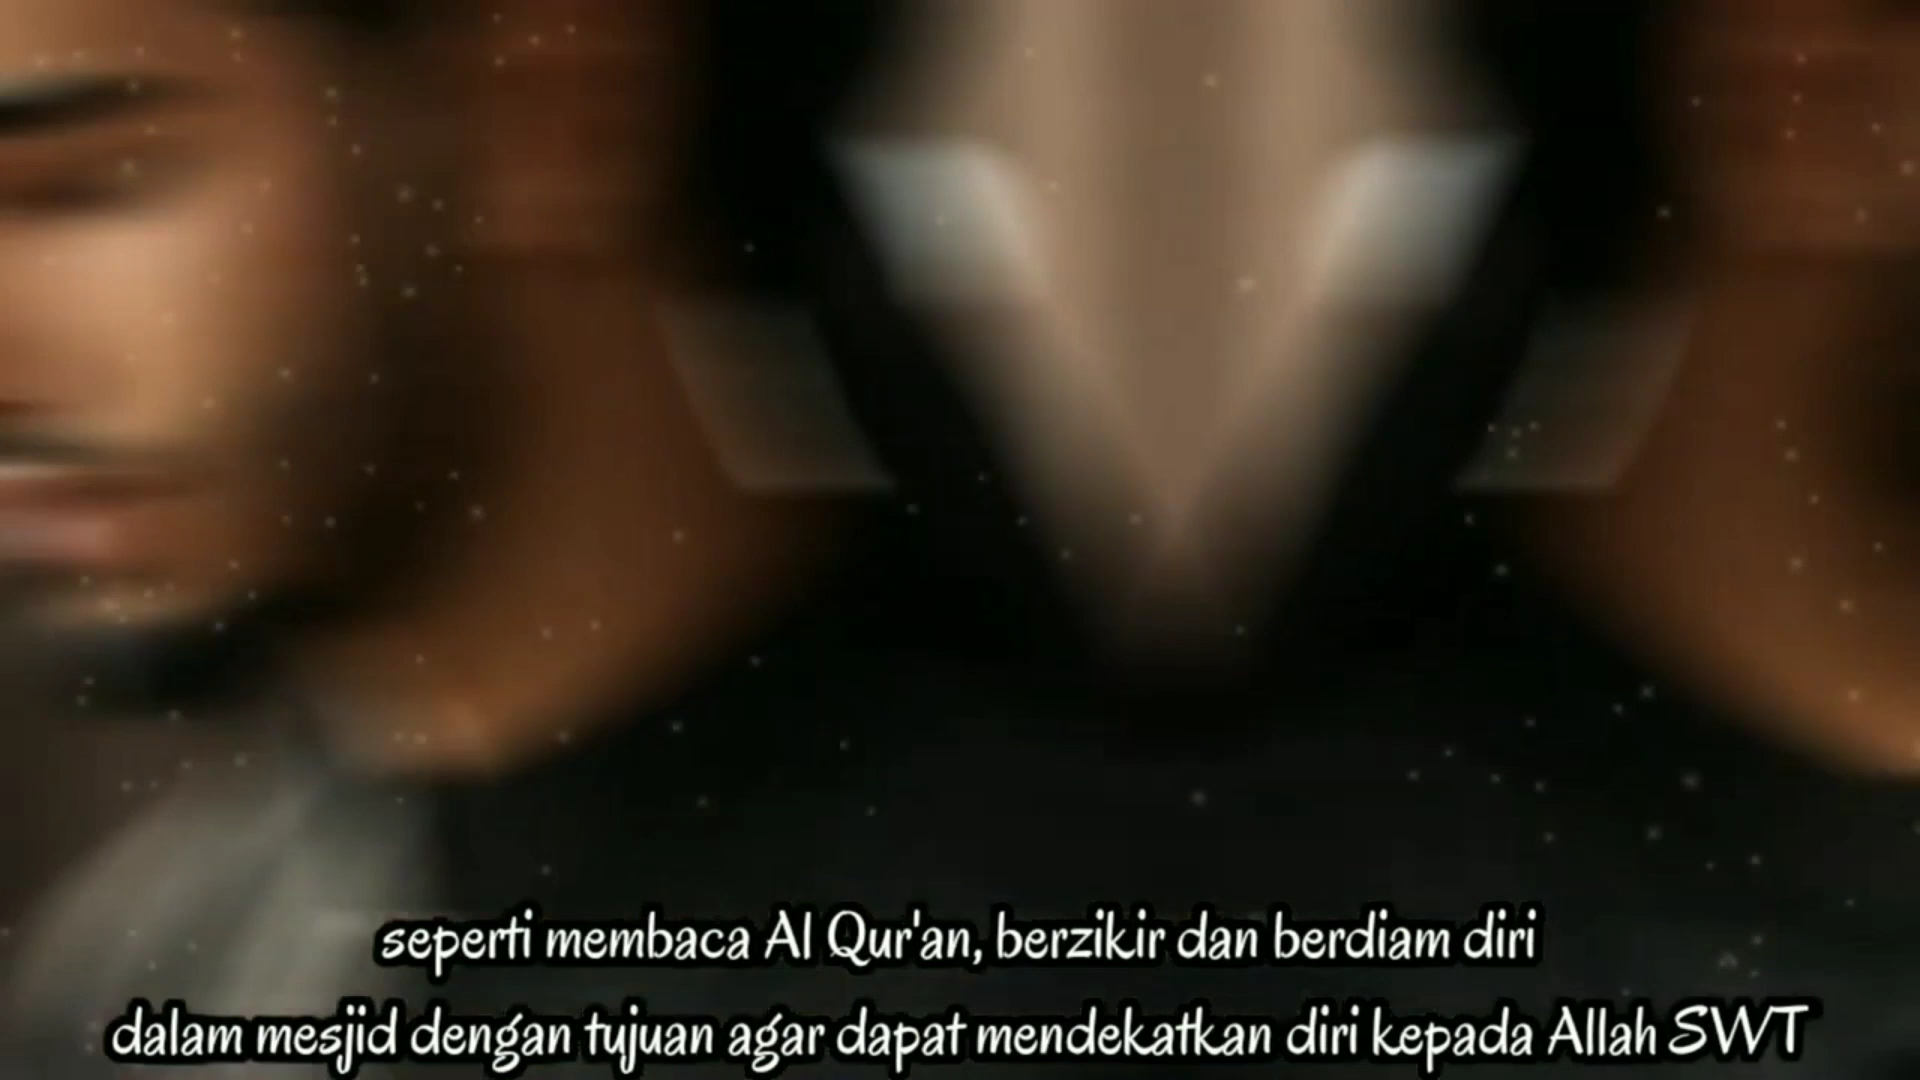 seperti membaca Al Qur'an, berzikir dan berdiam diri
dalam mesjid dengan tujuan agar dapat mendekatkan diri kepada Allah SWT